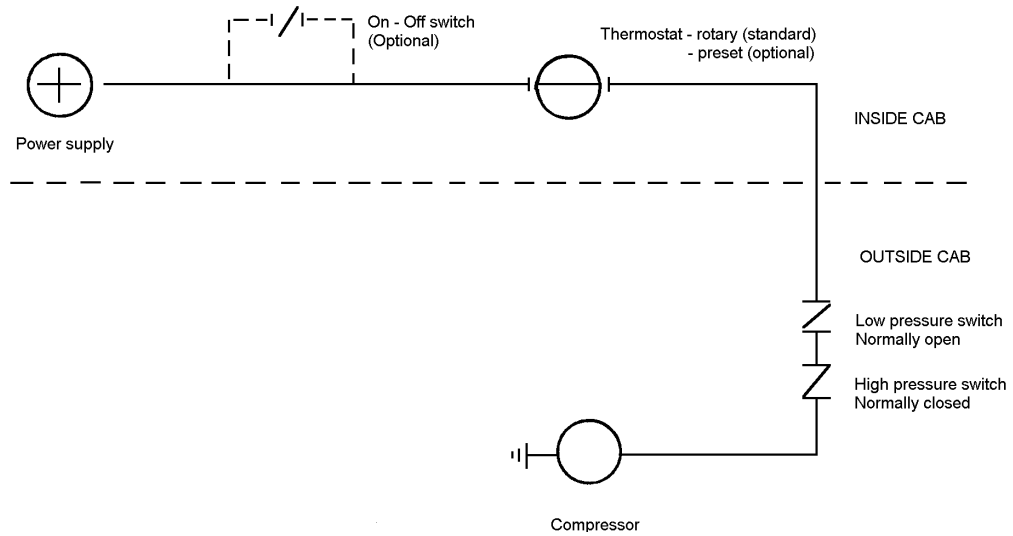 On - Off switch
(Optional)
Thermostat - rotary (standard)
- preset (optional)
Power supply
INSIDE CAB
OUTSIDE CAB
Low pressure switch
Normally open
High pressure switch
Normally closed
Compressor